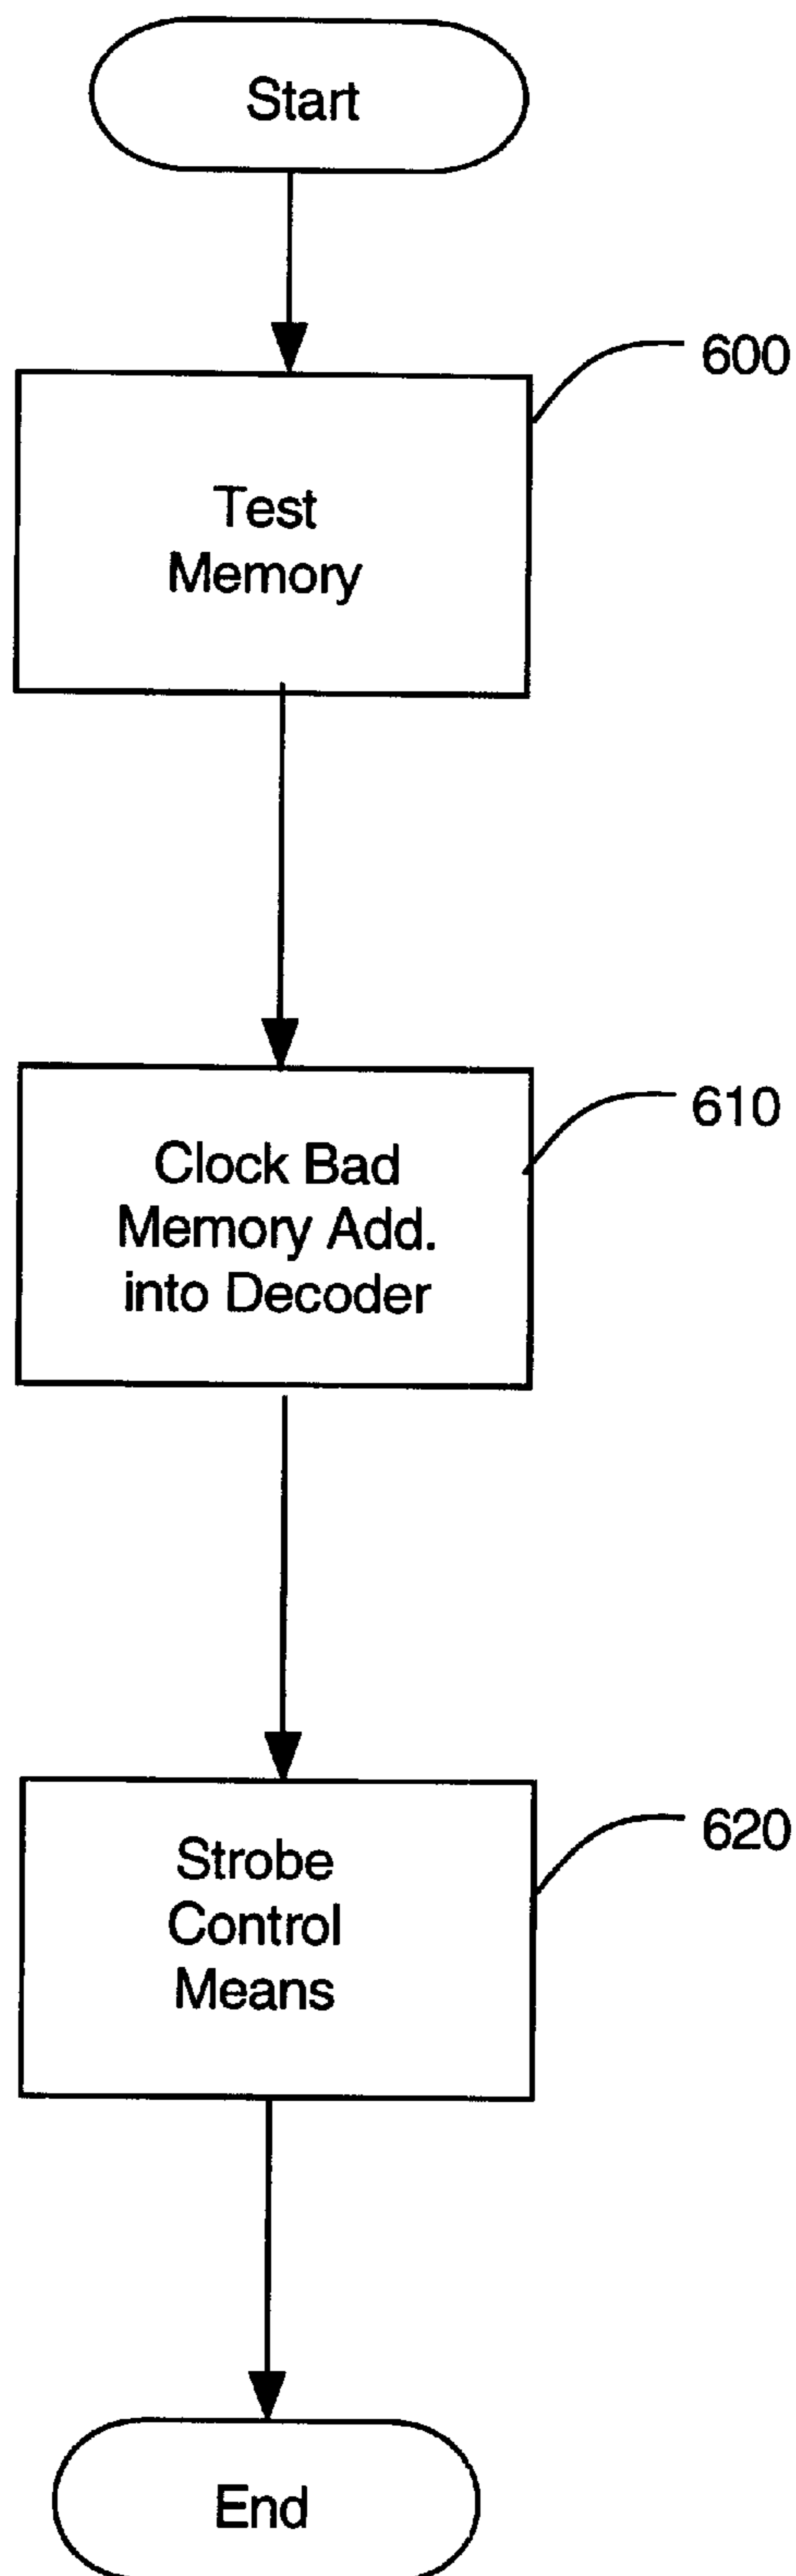 Start
600
Test
Memory
610
Clock Bad
Memory Add.
into Decoder
620
Strobe
Control
Means
End